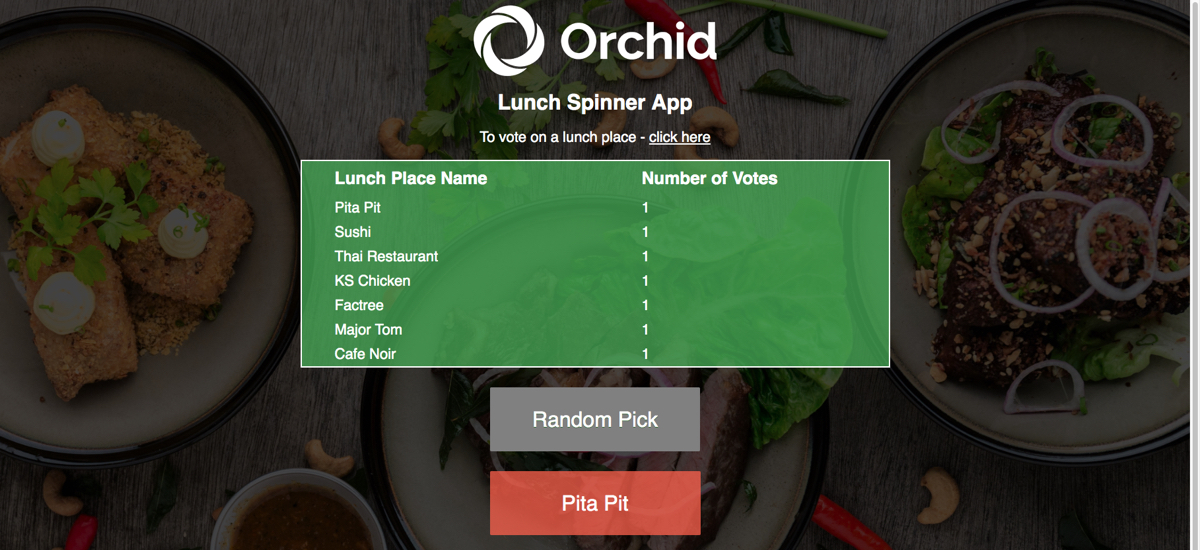 Orchid
Lunch Spinner App
To vote on a lunch place - click here
Lunch Place Name Number of Votes
Pita Pit 1
Sushi 1
Thai Restaurant 1
KS Chicken 1
Factree 1
Major Tom 1
Cafe Noir 1
Random Pick
Pita Pit